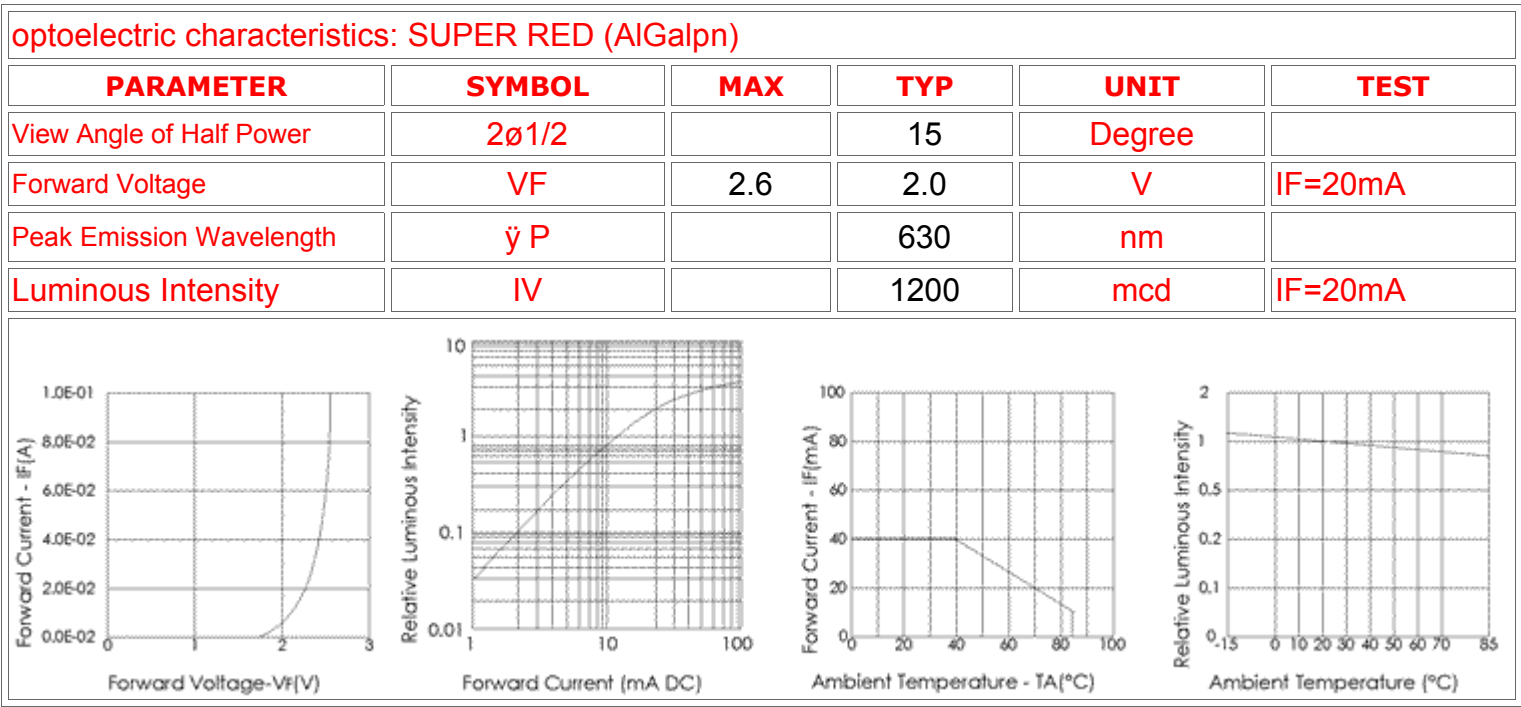 optoelectric characteristics: SUPER RED (AlGalpn)
PARAMETER SYMBOL MAX TYP UNIT TEST
View Angle of Half Power 2ø1/2 15 Degree
Forward Voltage VF 2.6 2.0 V IF=20mA
Peak Emission Wavelength ÿ P 630 nm
Luminous Intensity IV 1200 mcd IF=20mA
Forward Current - IF(A)
1.0E-01
8.0E-02
6.0E-02
4.0E-02
2.0E-02
0.0E-02
0 1 2 3
Forward Voltage-VF(V)
Relative Luminous Intensity
10
1
0.1
0.01
1 10 100
Forward Current (mA DC)
Forward Current - IF(mA)
100
80
60
40
20
0
0 20 40 60 80 100
Ambient Temperature - TA(°C)
Relative Luminous Intensity
2
1
0.5
0.2
0.1
0
-15 0 10 20 30 40 50 60 70 85
Ambient Temperature (°C)